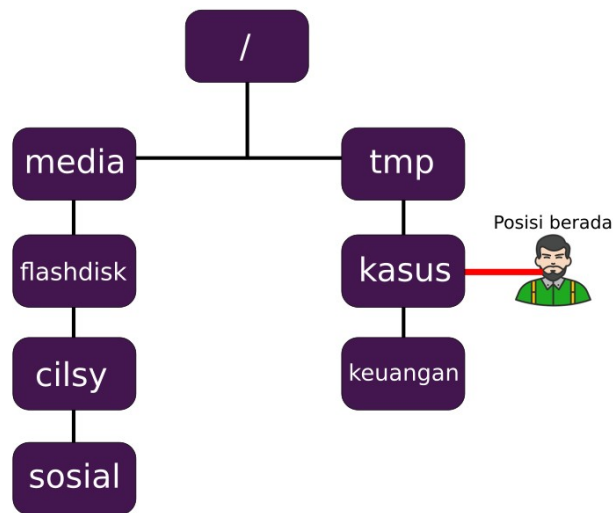 /
media
tmp
Posisi berada
flashdisk
kasus
cilsy
keuangan
sosial